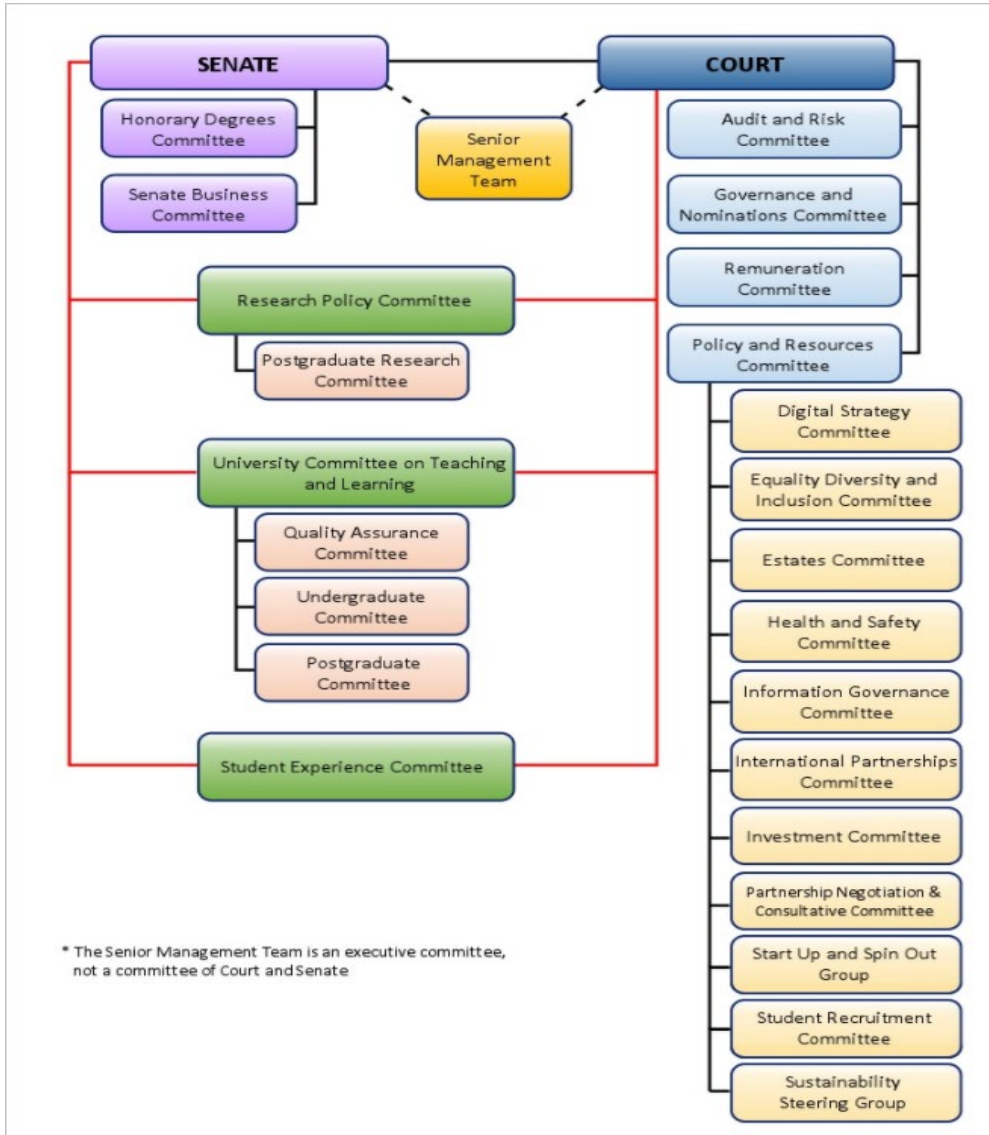 SENATE
COURT
Honorary Degrees
Committee
Senate Business
Committee
Senior
Management
Team
Audit and Risk
Committee
Governance and
Nominations Committee
Remuneration
Committee
Policy and Resources
Committee
Research Policy Committee
Postgraduate Research
Committee
University Committee on Teaching
and Learning
Quality Assurance
Committee
Undergraduate
Committee
Postgraduate
Committee
Student Experience Committee
Digital Strategy
Committee
Equality Diversity and
Inclusion Committee
Estates Committee
Health and Safety
Committee
Information Governance
Committee
International Partnerships
Committee
Investment Committee
Partnership Negotiation &
Consultative Committee
Start Up and Spin Out
Group
Student Recruitment
Committee
Sustainability
Steering Group
* The Senior Management Team is an executive committee,
not a committee of Court and Senate